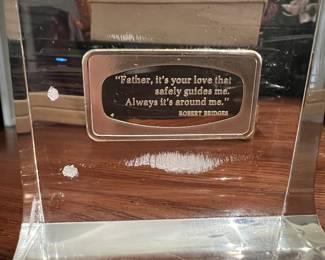 "Father, it's your love that
safely guides me.
Always it's around me."
ROBERT BRIDGES